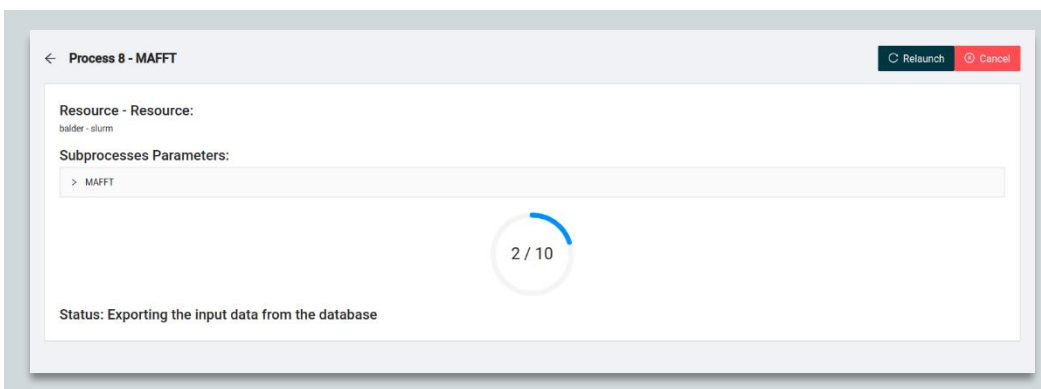 Process 8 - MAFFT
Relaunch
Cancel
Resource - Resource:
balder - slurm
Subprocesses Parameters:
MAFFT
2 / 10
Status: Exporting the input data from the database